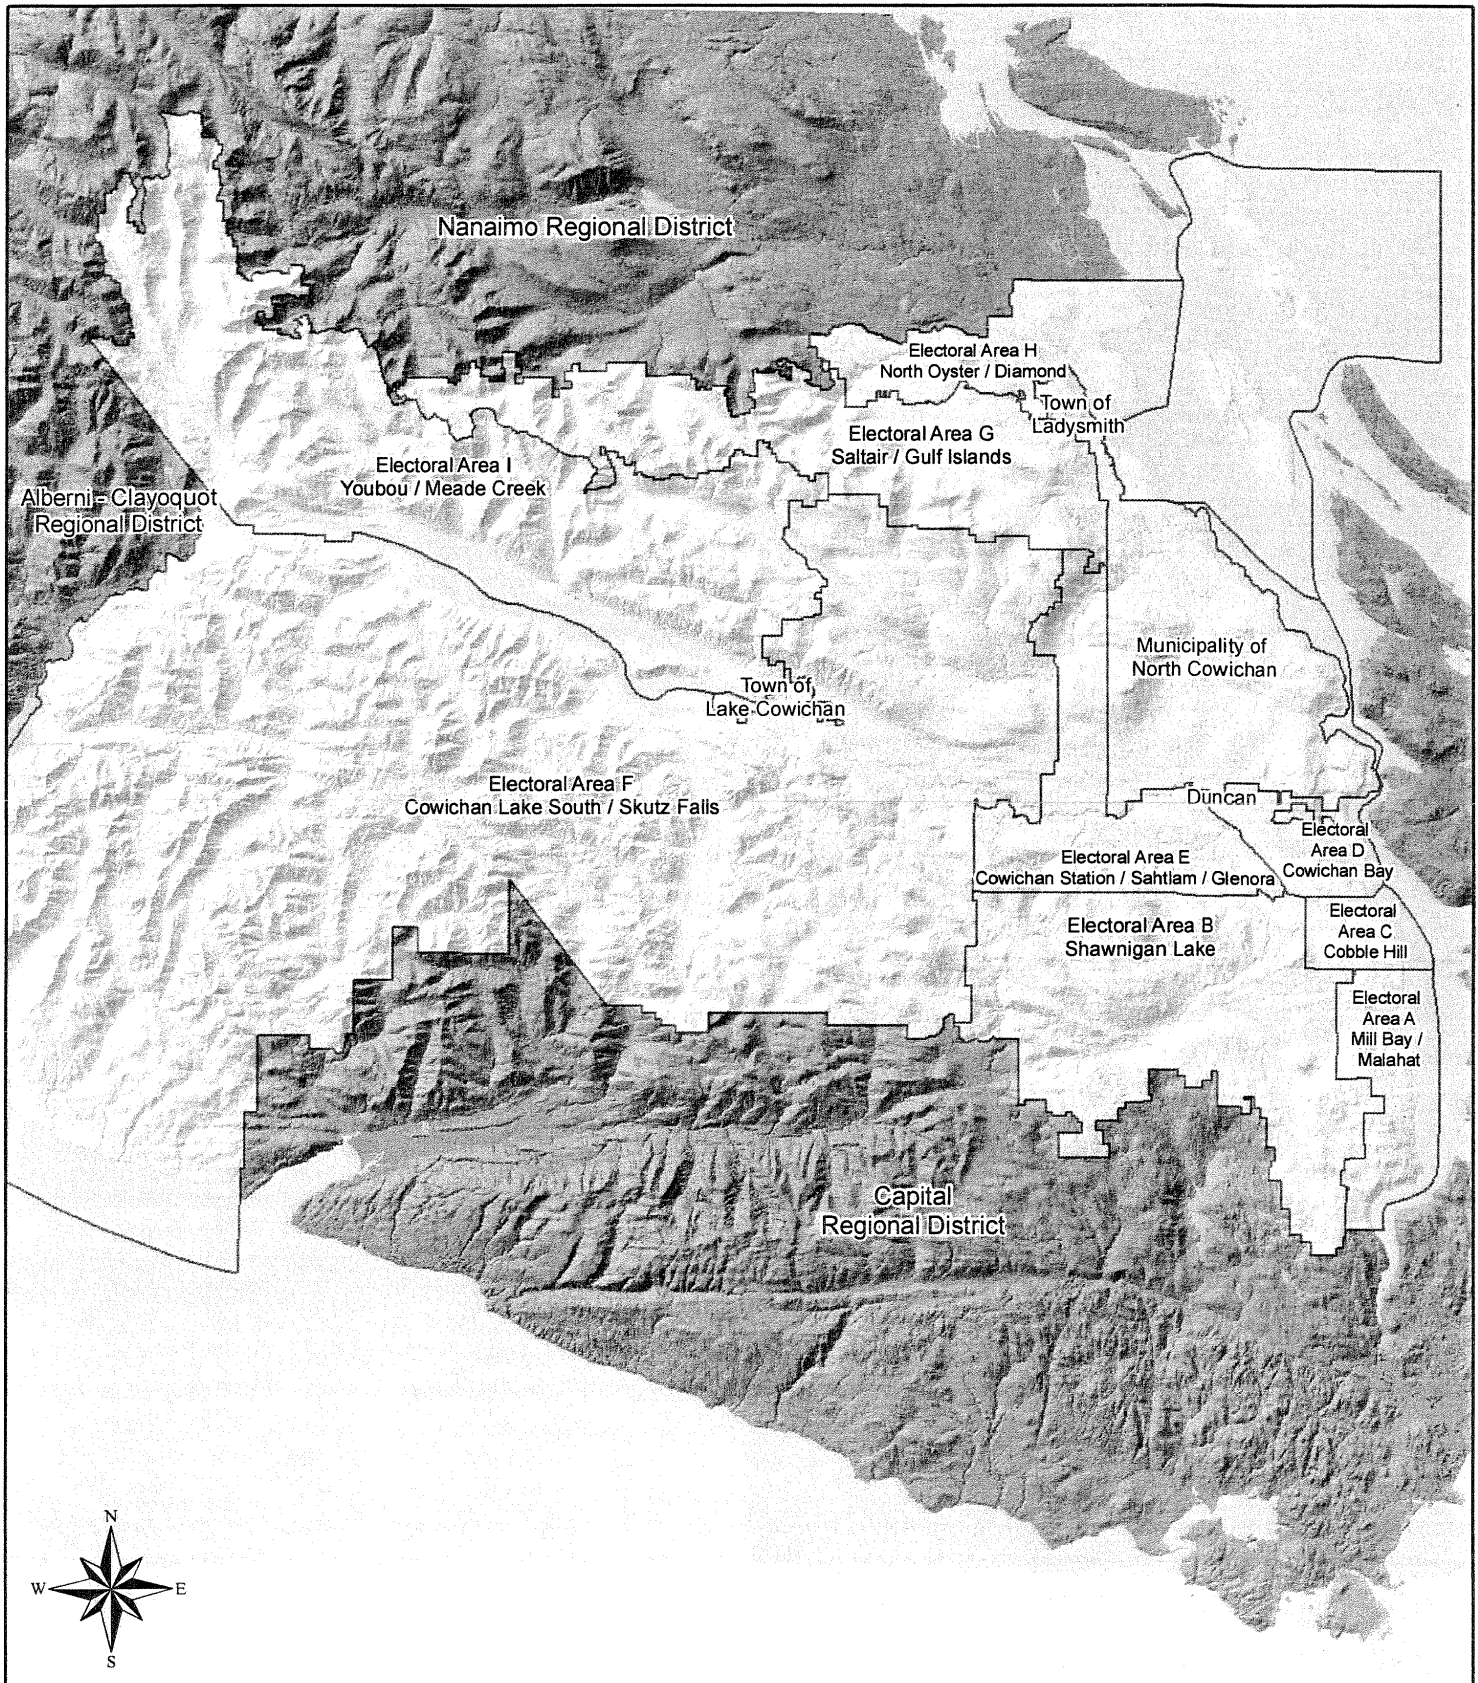 Nanaimo Regional District
Electoral Area H
North Oyster / Diamond
Town of
Ladysmith
Electoral Area G
Saltair / Gulf Islands
Electoral Area I
Youbou / Meade Creek
Alberni - Clayoquot
Regional District
Municipality of
North Cowichan
Town of
Lake Cowichan
Electoral Area F
Cowichan Lake South / Skutz Falls
Duncan
Electoral
Area D
Cowichan Bay
Electoral Area E
Cowichan Station / Sahtlam / Glenora
Electoral Area B
Shawnigan Lake
Electoral
Area C
Cobble Hill
Electoral
Area A
Mill Bay /
Malahat
Capital
Regional District
N
W
E
S